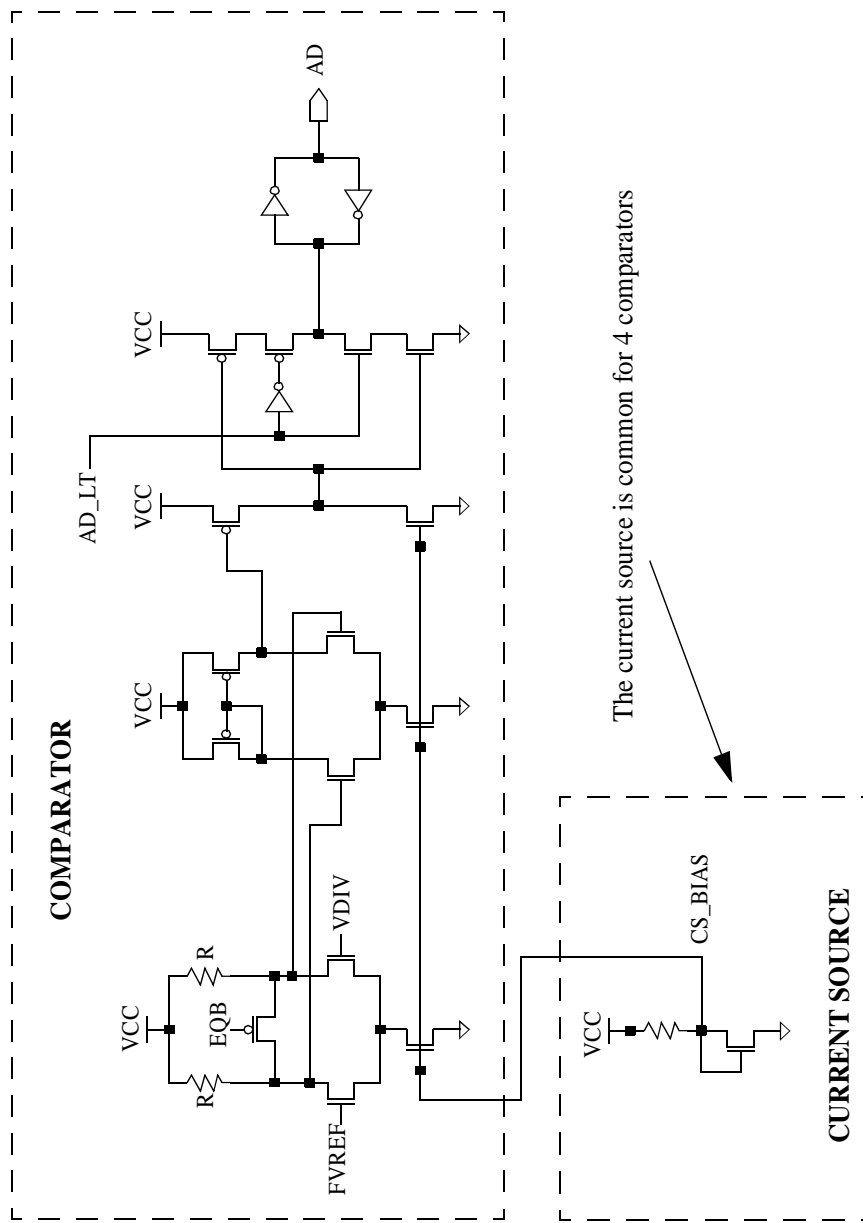 COMPARATOR
VCC
R
R
EQB
FVREF
VDIV
VCC
VCC
AD_LT
VCC
AD
The current source is common for 4 comparators
VCC
CS_BIAS
CURRENT SOURCE